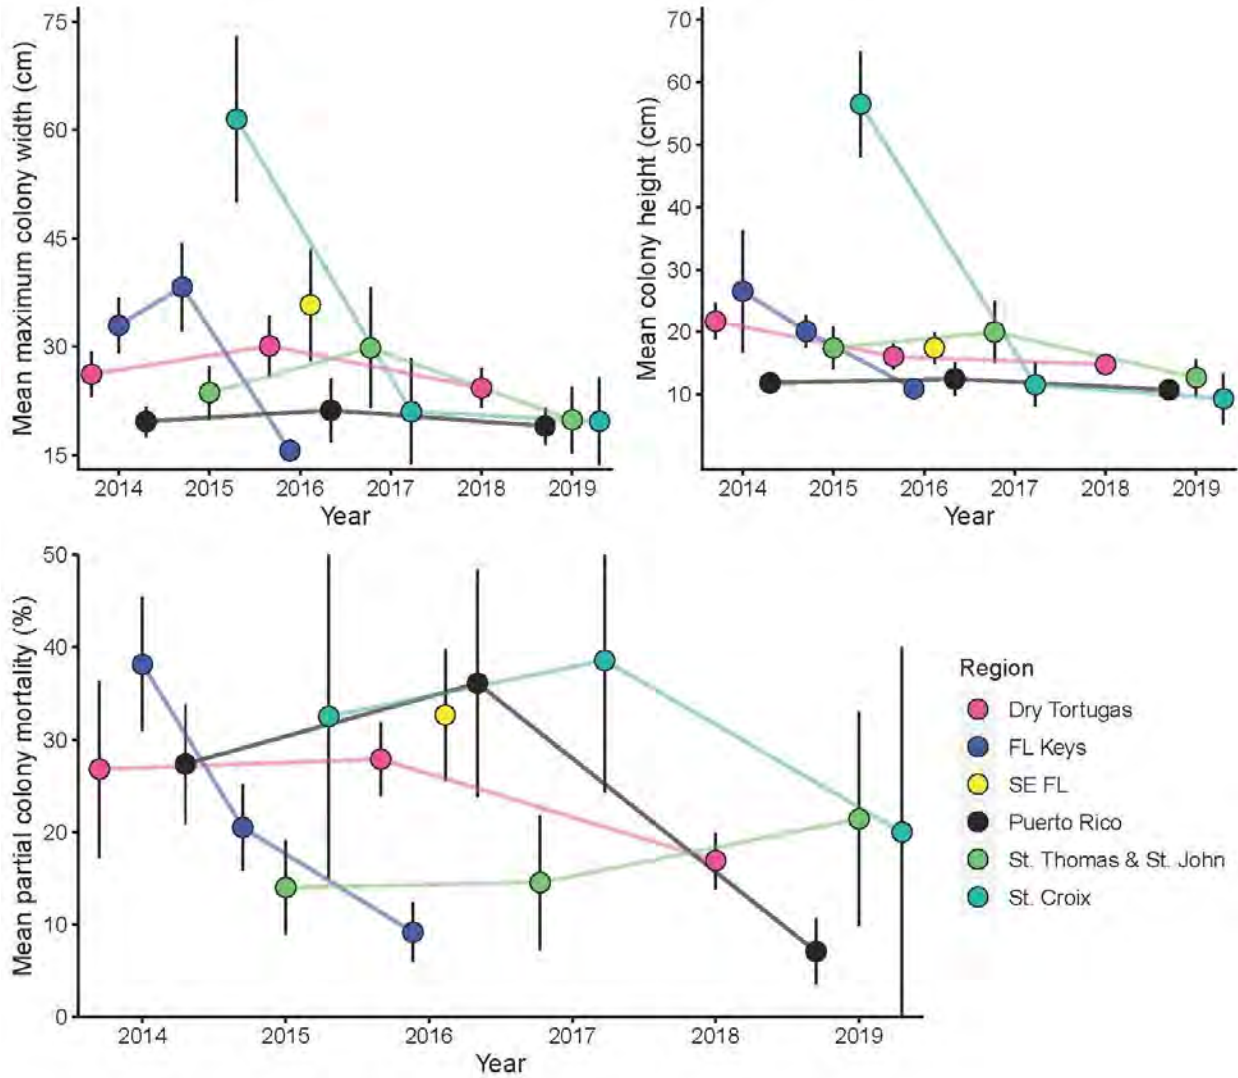 Mean maximum colony width (cm)
75
60
45
30
15
2014 2015 2016 2017 2018 2019
Year
Mean colony height (cm)
70
60
50
40
30
20
10
2014 2015 2016 2017 2018 2019
Year
Mean partial colony mortality (%)
50
40
30
20
10
0
2014 2015 2016 2017 2018 2019
Year
Region
Dry Tortugas
FL Keys
SE FL
Puerto Rico
St. Thomas & St. John
St. Croix